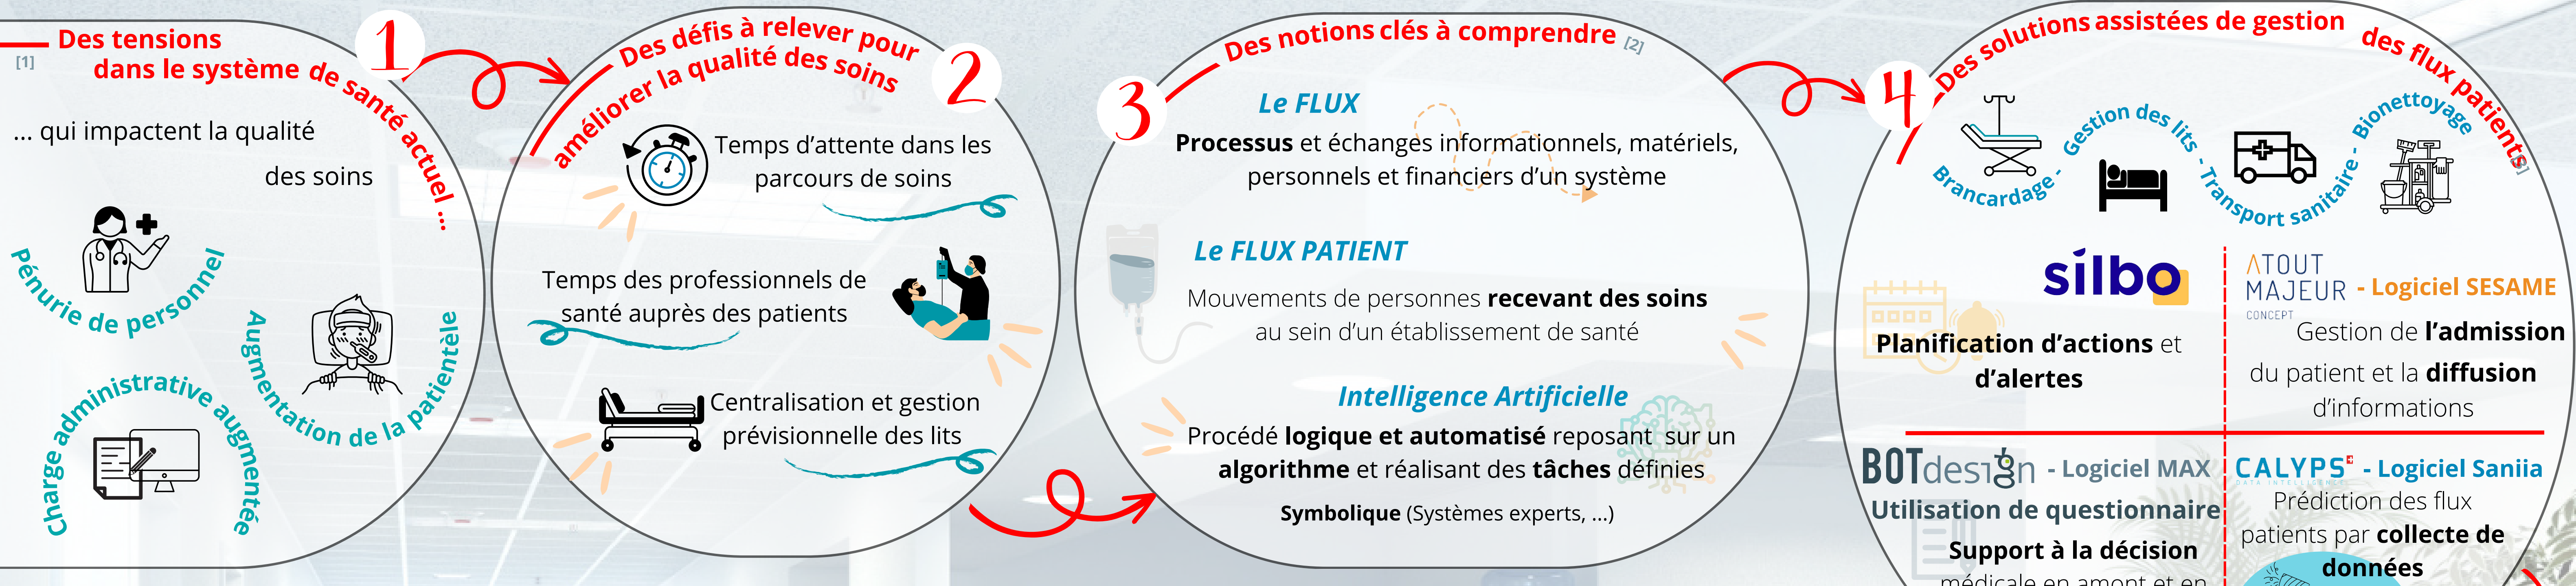 Des tensions
dans le système de santé actuel ...
[1]
1
... qui impactent la qualité
des soins
Pénurie de personnel
Augmentation de la patientèle
Charge administrative augmentée
Des défis à relever pour
améliorer la qualité des soins
2
Temps d’attente dans les
parcours de soins
Temps des professionnels de
santé auprès des patients
Centralisation et gestion
prévisionnelle des lits
3
Des notions clés à comprendre [2]
Le FLUX
Processus et échanges informationnels, matériels,
personnels et financiers d’un système
Le FLUX PATIENT
Mouvements de personnes recevant des soins
au sein d’un établissement de santé
Intelligence Artificielle
Procédé logique et automatisé reposant sur un
algorithme et réalisant des tâches définies
Symbolique (Systèmes experts, ...)
4
Des solutions assistées de gestion des flux patients
Brancardage - Gestion des lits - Transport sanitaire - Bionettoyage
silbo
Planification d’actions et
d’alertes
ATOUT
MAJEUR - Logiciel SESAME
CONCEPT
Gestion de l’admission
du patient et la diffusion
d’informations
BOTdesign - Logiciel MAX
Utilisation de questionnaire
Support à la décision
médicale en amont et en
CALYPS - Logiciel Saniia
DATA INTELLIGENCE
Prédiction des flux
patients par collecte de
données